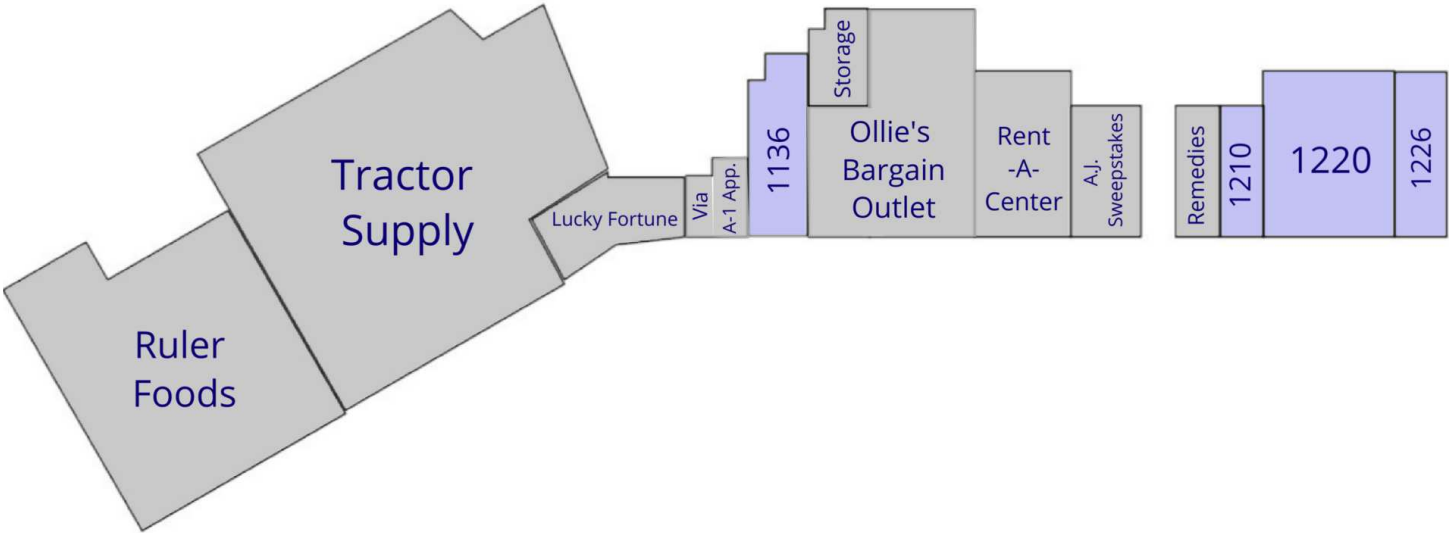 Ruler
Foods
Tractor
Supply
Lucky Fortune
Via
A-1 App.
1136
Storage
Ollie's
Bargain
Outlet
Rent
-A-
Center
A.J.
Sweepstakes
Remedies
1210
1220
1226